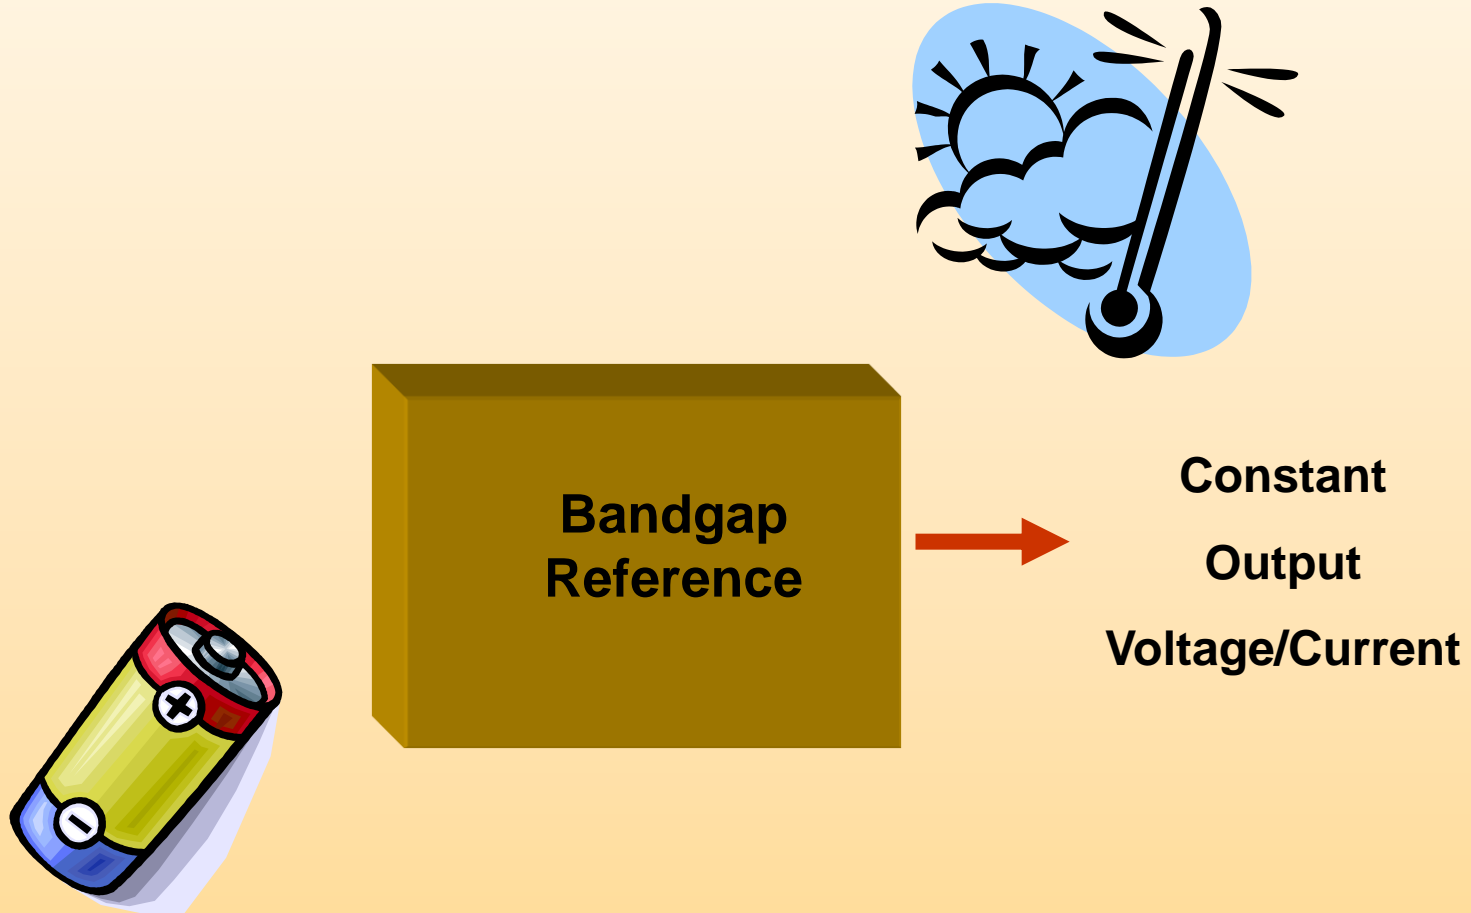 Bandgap
Reference
Constant
Output
Voltage/Current